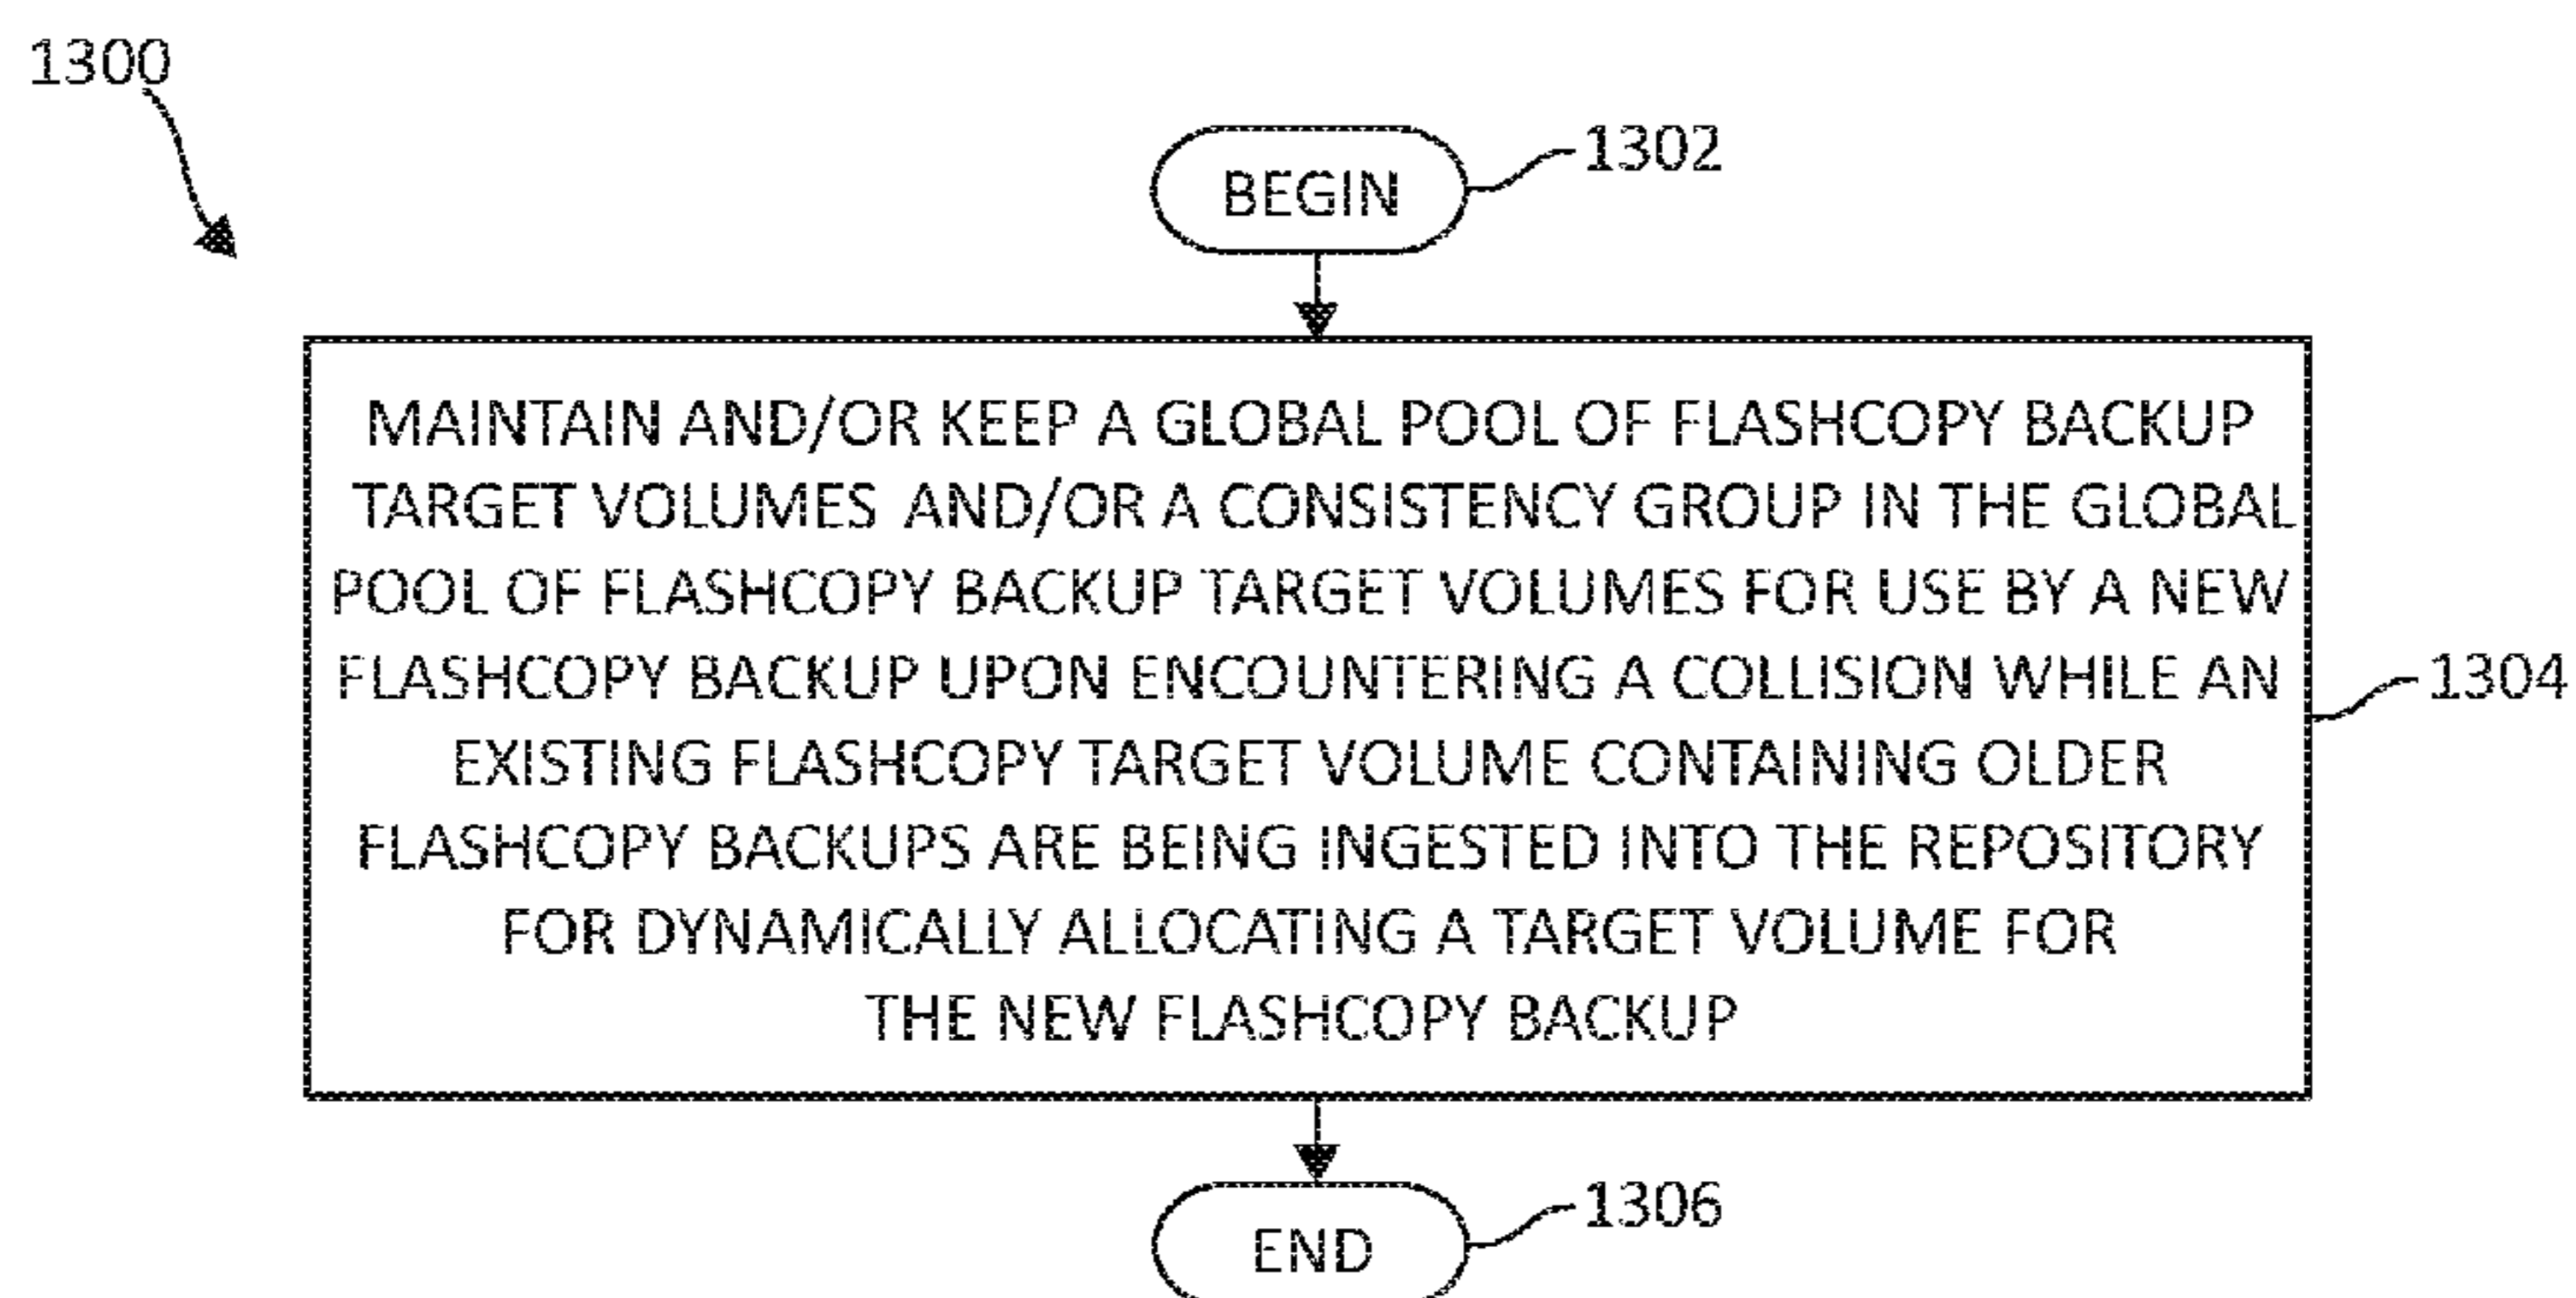 1300
BEGIN
1302
MAINTAIN AND/OR KEEP A GLOBAL POOL OF FLASHCOPY BACKUP
TARGET VOLUMES AND/OR A CONSISTENCY GROUP IN THE GLOBAL
POOL OF FLASHCOPY BACKUP TARGET VOLUMES FOR USE BY A NEW
FLASHCOPY BACKUP UPON ENCOUNTERING A COLLISION WHILE AN
EXISTING FLASHCOPY TARGET VOLUME CONTAINING OLDER
FLASHCOPY BACKUPS ARE BEING INGESTED INTO THE REPOSITORY
FOR DYNAMICALLY ALLOCATING A TARGET VOLUME FOR
THE NEW FLASHCOPY BACKUP
1304
END
1306